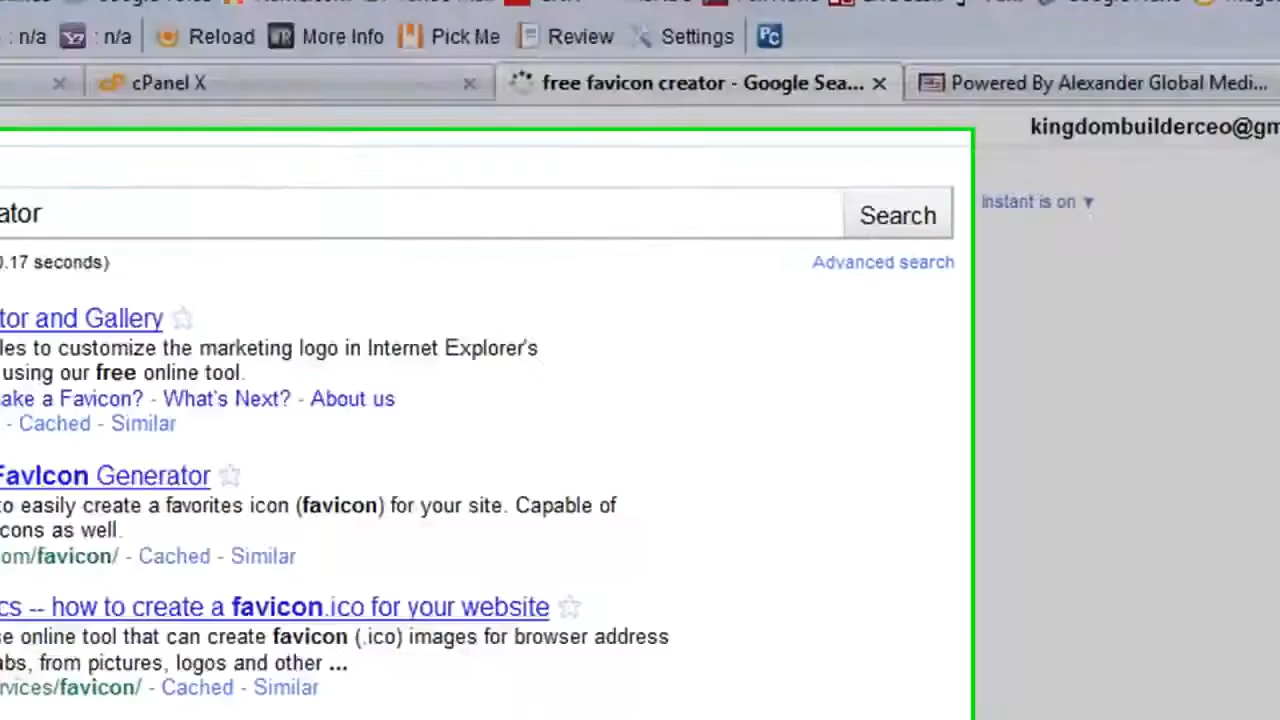 : n/a : n/a Reload More Info Pick Me Review Settings
cPanel X free favicon creator - Google Sea... Powered By Alexander Global Medi...
kingdombuilderceo@gm
ator Search Instant is on
0.17 seconds) Advanced search
tor and Gallery
les to customize the marketing logo in Internet Explorer's
using our free online tool.
ake a Favicon? - What's Next? - About us
- Cached - Similar
FavIcon Generator
to easily create a favorites icon (favicon) for your site. Capable of
cons as well.
om/favicon/ - Cached - Similar
cs -- how to create a favicon.ico for your website
se online tool that can create favicon (.ico) images for browser address
abs, from pictures, logos and other ...
rvices/favicon/ - Cached - Similar